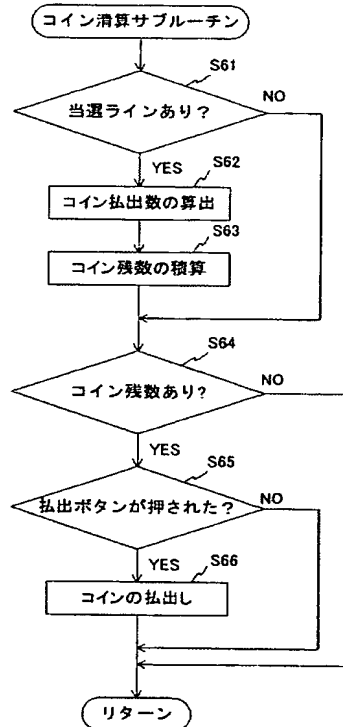 コイン清算サブルーチン
S61
当選ラインあり？
NO
YES
S62
コイン払出数の算出
S63
コイン残数の積算
S64
コイン残数あり？
NO
YES
S65
払出ボタンが押された？
NO
YES
S66
コインの払出し
リターン